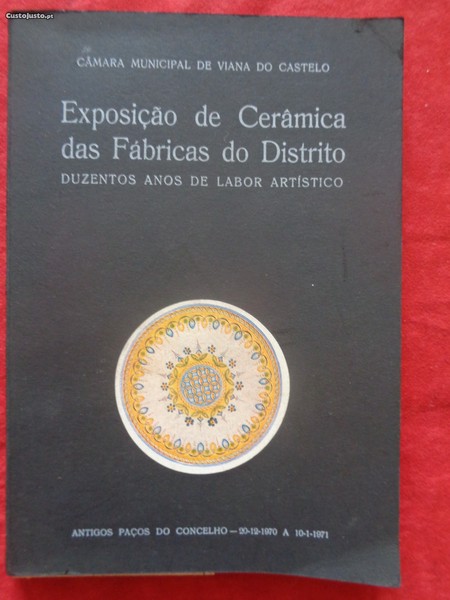 CustoJusto.pt
CÂMARA MUNICIPAL DE VIANA DO CASTELO
Exposição de Cerâmica
das Fábricas do Distrito
DUZENTOS ANOS DE LABOR ARTÍSTICO
ANTIGOS PAÇOS DO CONCELHO — 20-12-1970 A 10-1-1971